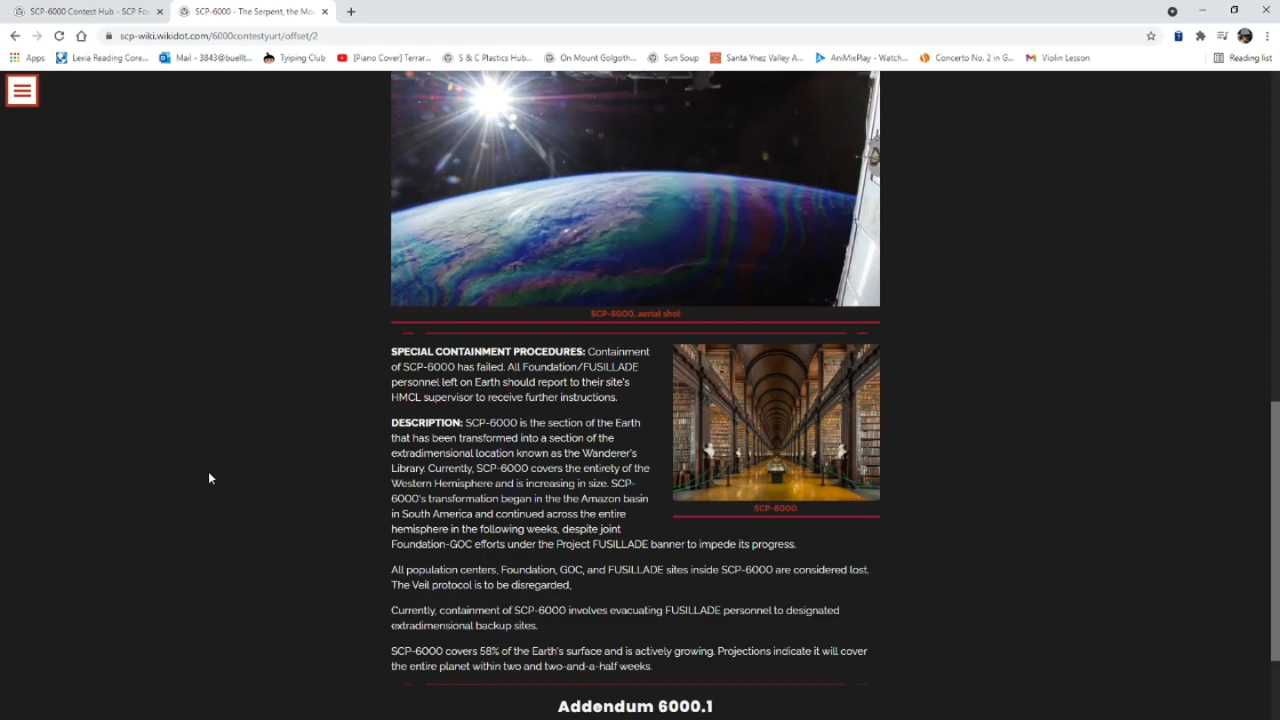 SCP-6000 Contest Hub - SCP Fo
SCP-6000 - The Serpent, the Mo
scp-wiki.wikidot.com/6000contestyurt/offset/2
Apps
Lexia Reading Core...
Mail - 3843@buellt...
Tyiping Club
[Piano Cover] Terrar...
S & C Plastics Hub...
On Mount Golgoth...
Sun Soup
Santa Ynez Valley A...
AniMixPlay - Watch...
Concerto No. 2 in G...
Violin Lesson
Reading list
SCP-6000, aerial shot
SPECIAL CONTAINMENT PROCEDURES: Containment
of SCP-6000 has failed. All Foundation/FUSILLADE
personnel left on Earth should report to their site's
HMCL supervisor to receive further instructions.
DESCRIPTION: SCP-6000 is the section of the Earth
that has been transformed into a section of the
extradimensional location known as the Wanderer's
Library. Currently, SCP-6000 covers the entirety of the
Western Hemisphere and is increasing in size. SCP-
6000's transformation began in the the Amazon basin
in South America and continued across the entire
hemisphere in the following weeks, despite joint
Foundation-GOC efforts under the Project FUSILLADE banner to impede its progress.
SCP-6000.
All population centers, Foundation, GOC, and FUSILLADE sites inside SCP-6000 are considered lost.
The Veil protocol is to be disregarded,
Currently, containment of SCP-6000 involves evacuating FUSILLADE personnel to designated
extradimensional backup sites.
SCP-6000 covers 58% of the Earth's surface and is actively growing. Projections indicate it will cover
the entire planet within two and two-and-a-half weeks.
Addendum 6000.1